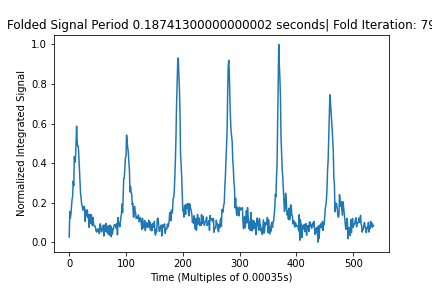 Folded Signal Period 0.18741300000000002 seconds| Fold Iteration: 79
1.0
0.8
0.6
0.4
0.2
0.0
Normalized Integrated Signal
0 100 200 300 400 500
Time (Multiples of 0.00035s)